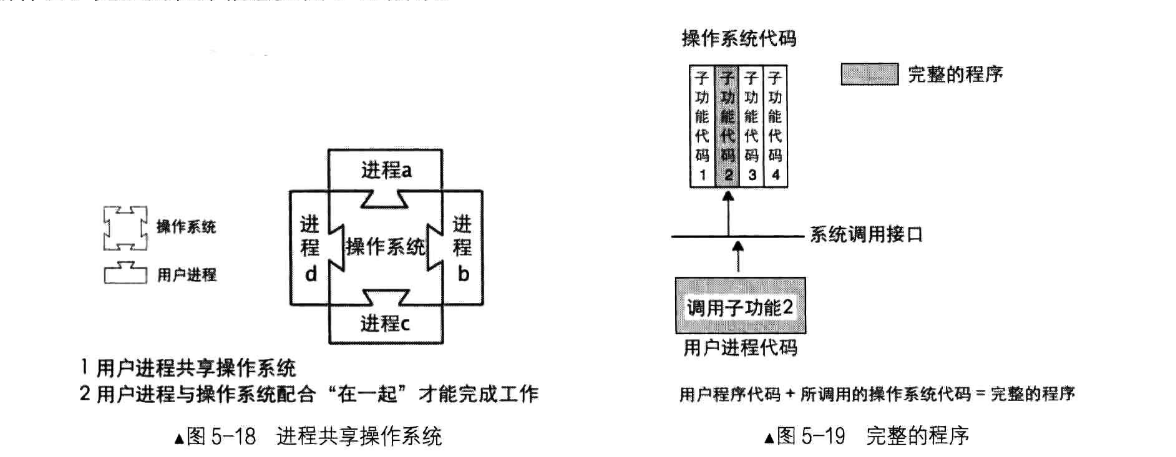 进程a
进程d
操作系统
进程b
进程c
操作系统
用户进程
1 用户进程共享操作系统
2 用户进程与操作系统配合“在一起”才能完成工作
▲图 5-18 进程共享操作系统
操作系统代码
子功能代码1
子功能代码2
子功能代码3
子功能代码4
完整的程序
系统调用接口
调用子功能2
用户进程代码
用户程序代码 + 所调用的操作系统代码 = 完整的程序
▲图 5-19 完整的程序